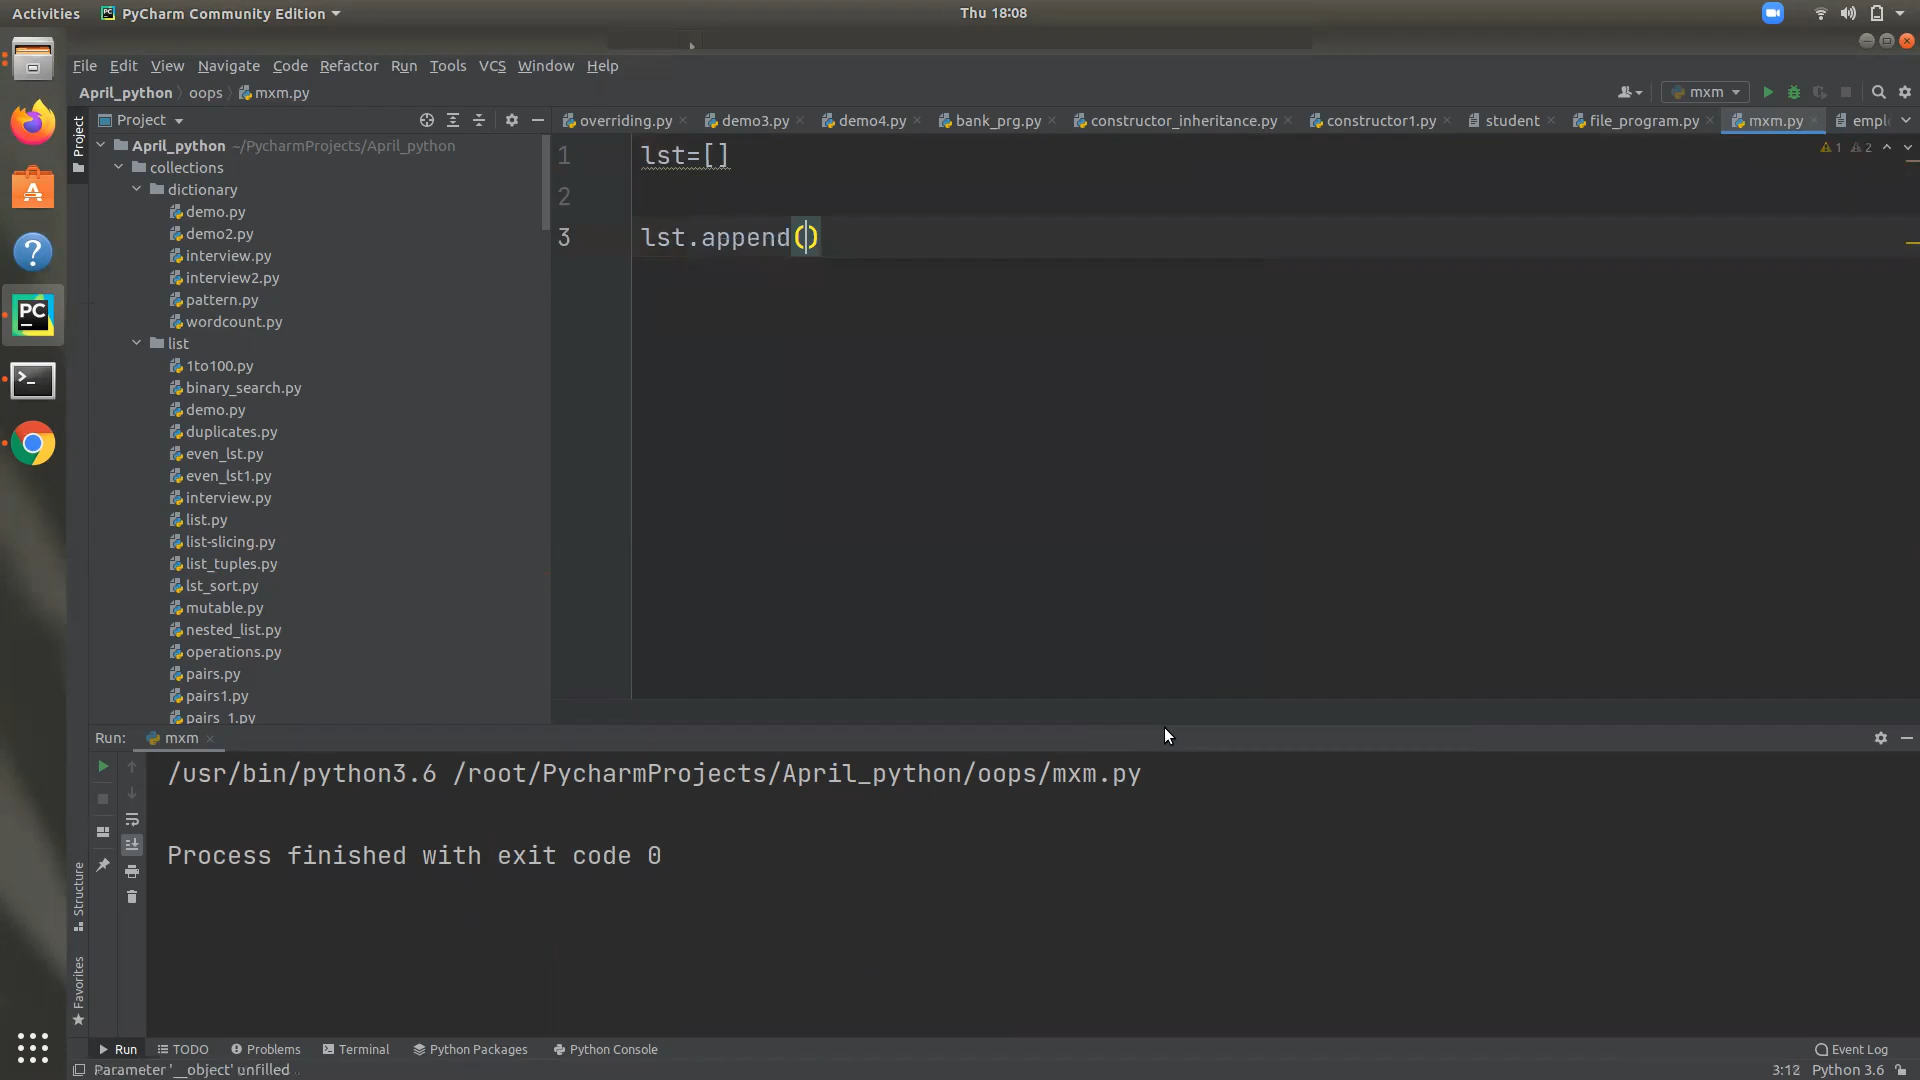 Activities PyCharm Community Edition Thu 18:08
File Edit View Navigate Code Refactor Run Tools VCS Window Help
April_python oops mxm.py mxm
Project overriding.py demo3.py demo4.py bank_prg.py constructor_inheritance.py constructor1.py student file_program.py mxm.py emplo
Project
April_python ~/PycharmProjects/April_python
collections
dictionary
demo.py
demo2.py
interview.py
interview2.py
pattern.py
wordcount.py
list
1to100.py
binary_search.py
demo.py
duplicates.py
even_lst.py
even_lst1.py
interview.py
list.py
list-slicing.py
list_tuples.py
lst_sort.py
mutable.py
nested_list.py
operations.py
pairs.py
pairs1.py
pairs_1.py
1 lst=[]
2
3 lst.append()
1 2
PC
Run: mxm
/usr/bin/python3.6 /root/PycharmProjects/April_python/oops/mxm.py
Process finished with exit code 0
Structure
Favorites
Run TODO Problems Terminal Python Packages Python Console Event Log
Parameter '__object' unfilled 3:12 Python 3.6